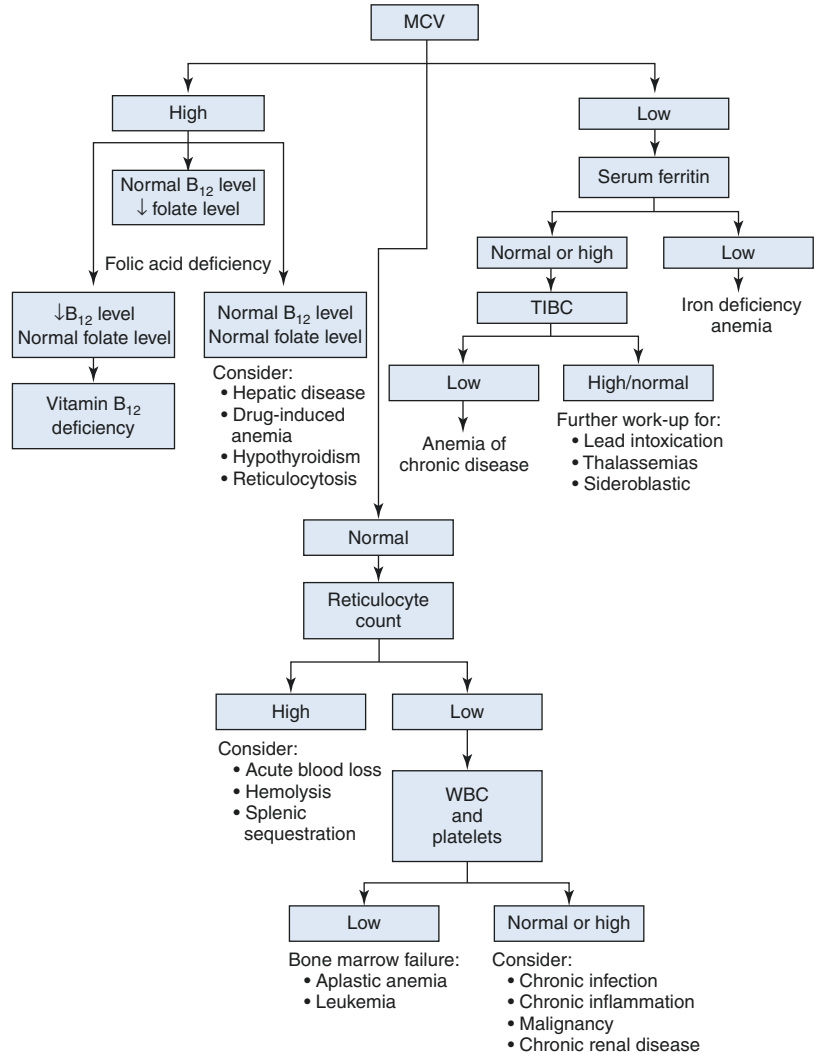 MCV
High
Low
Normal B₁₂ level
↓ folate level
Serum ferritin
Folic acid deficiency
Normal or high
Low
↓B₁₂ level
Normal folate level
Normal B₁₂ level
Normal folate level
TIBC
Iron deficiency
anemia
Vitamin B₁₂
deficiency
Consider:
• Hepatic disease
• Drug-induced
anemia
• Hypothyroidism
• Reticulocytosis
Low
High/normal
Anemia of
chronic disease
Further work-up for:
• Lead intoxication
• Thalassemias
• Sideroblastic
Normal
Reticulocyte
count
High
Low
Consider:
• Acute blood loss
• Hemolysis
• Splenic
sequestration
WBC
and
platelets
Low
Normal or high
Bone marrow failure:
• Aplastic anemia
• Leukemia
Consider:
• Chronic infection
• Chronic inflammation
• Malignancy
• Chronic renal disease